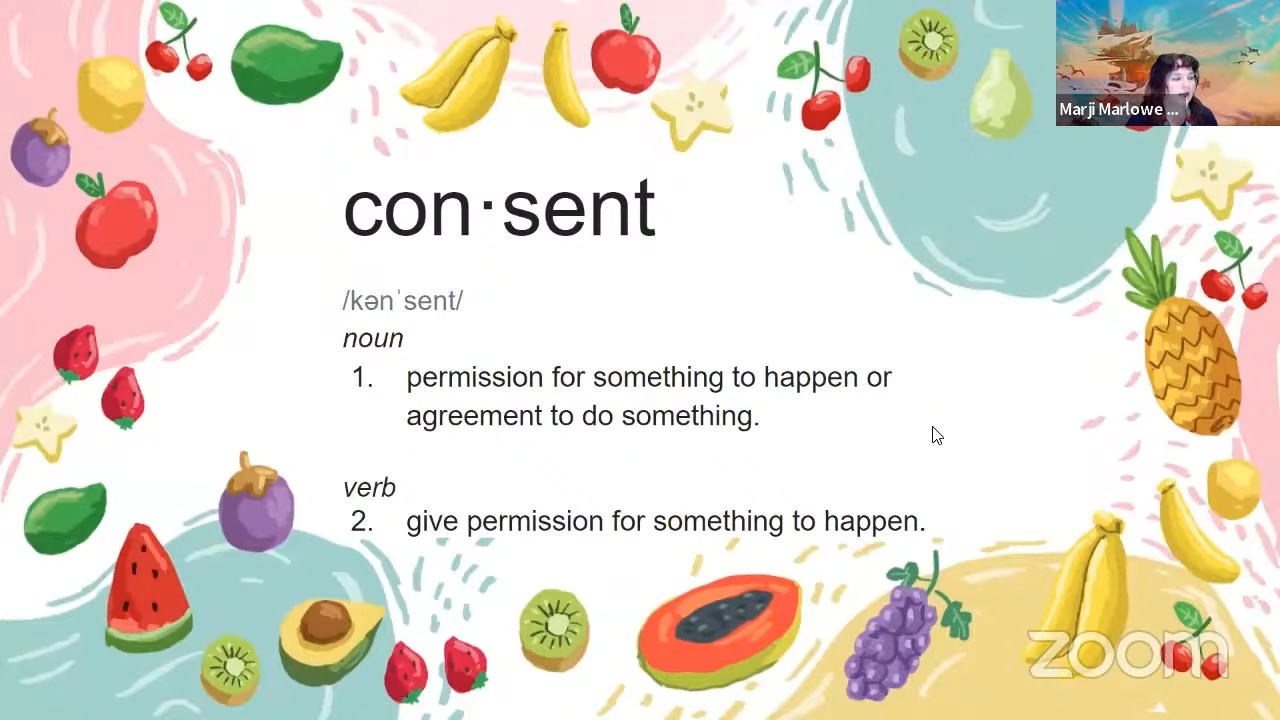 Marji Marlowe ...
con·sent
/kənˈsent/
noun
1. permission for something to happen or
agreement to do something.
verb
2. give permission for something to happen.
zoom